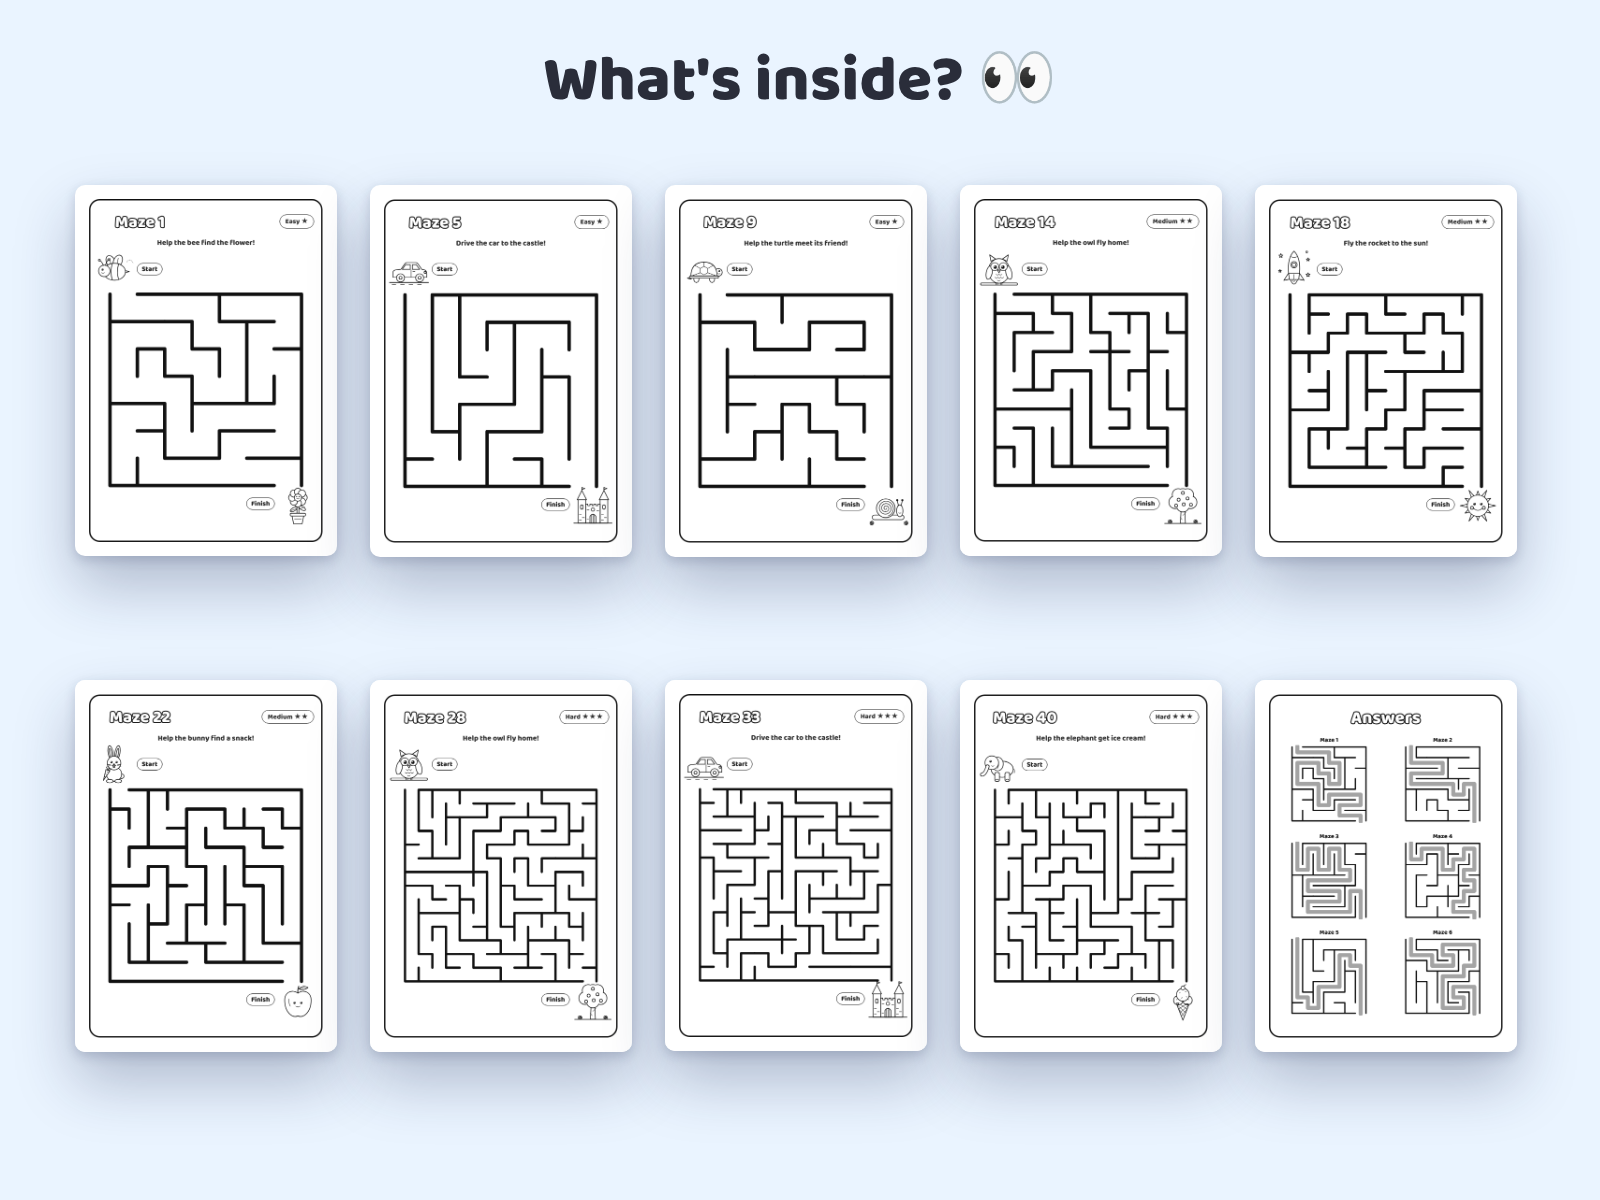 What's inside? 👀
Maze 1
Easy ★
Help the bee find the flower!
Start
Finish
Maze 5
Easy ★
Drive the car to the castle!
Start
Finish
Maze 9
Easy ★
Help the turtle meet its friend!
Start
Finish
Maze 14
Medium ★★
Help the owl fly home!
Start
Finish
Maze 18
Medium ★★
Fly the rocket to the sun!
Start
Finish
Maze 22
Medium ★★
Help the bunny find a snack!
Start
Finish
Maze 28
Hard ★★★
Help the owl fly home!
Start
Finish
Maze 33
Hard ★★★
Drive the car to the castle!
Start
Finish
Maze 40
Hard ★★★
Help the elephant get ice cream!
Start
Finish
Answers
Maze 1
Maze 2
Maze 3
Maze 4
Maze 5
Maze 6